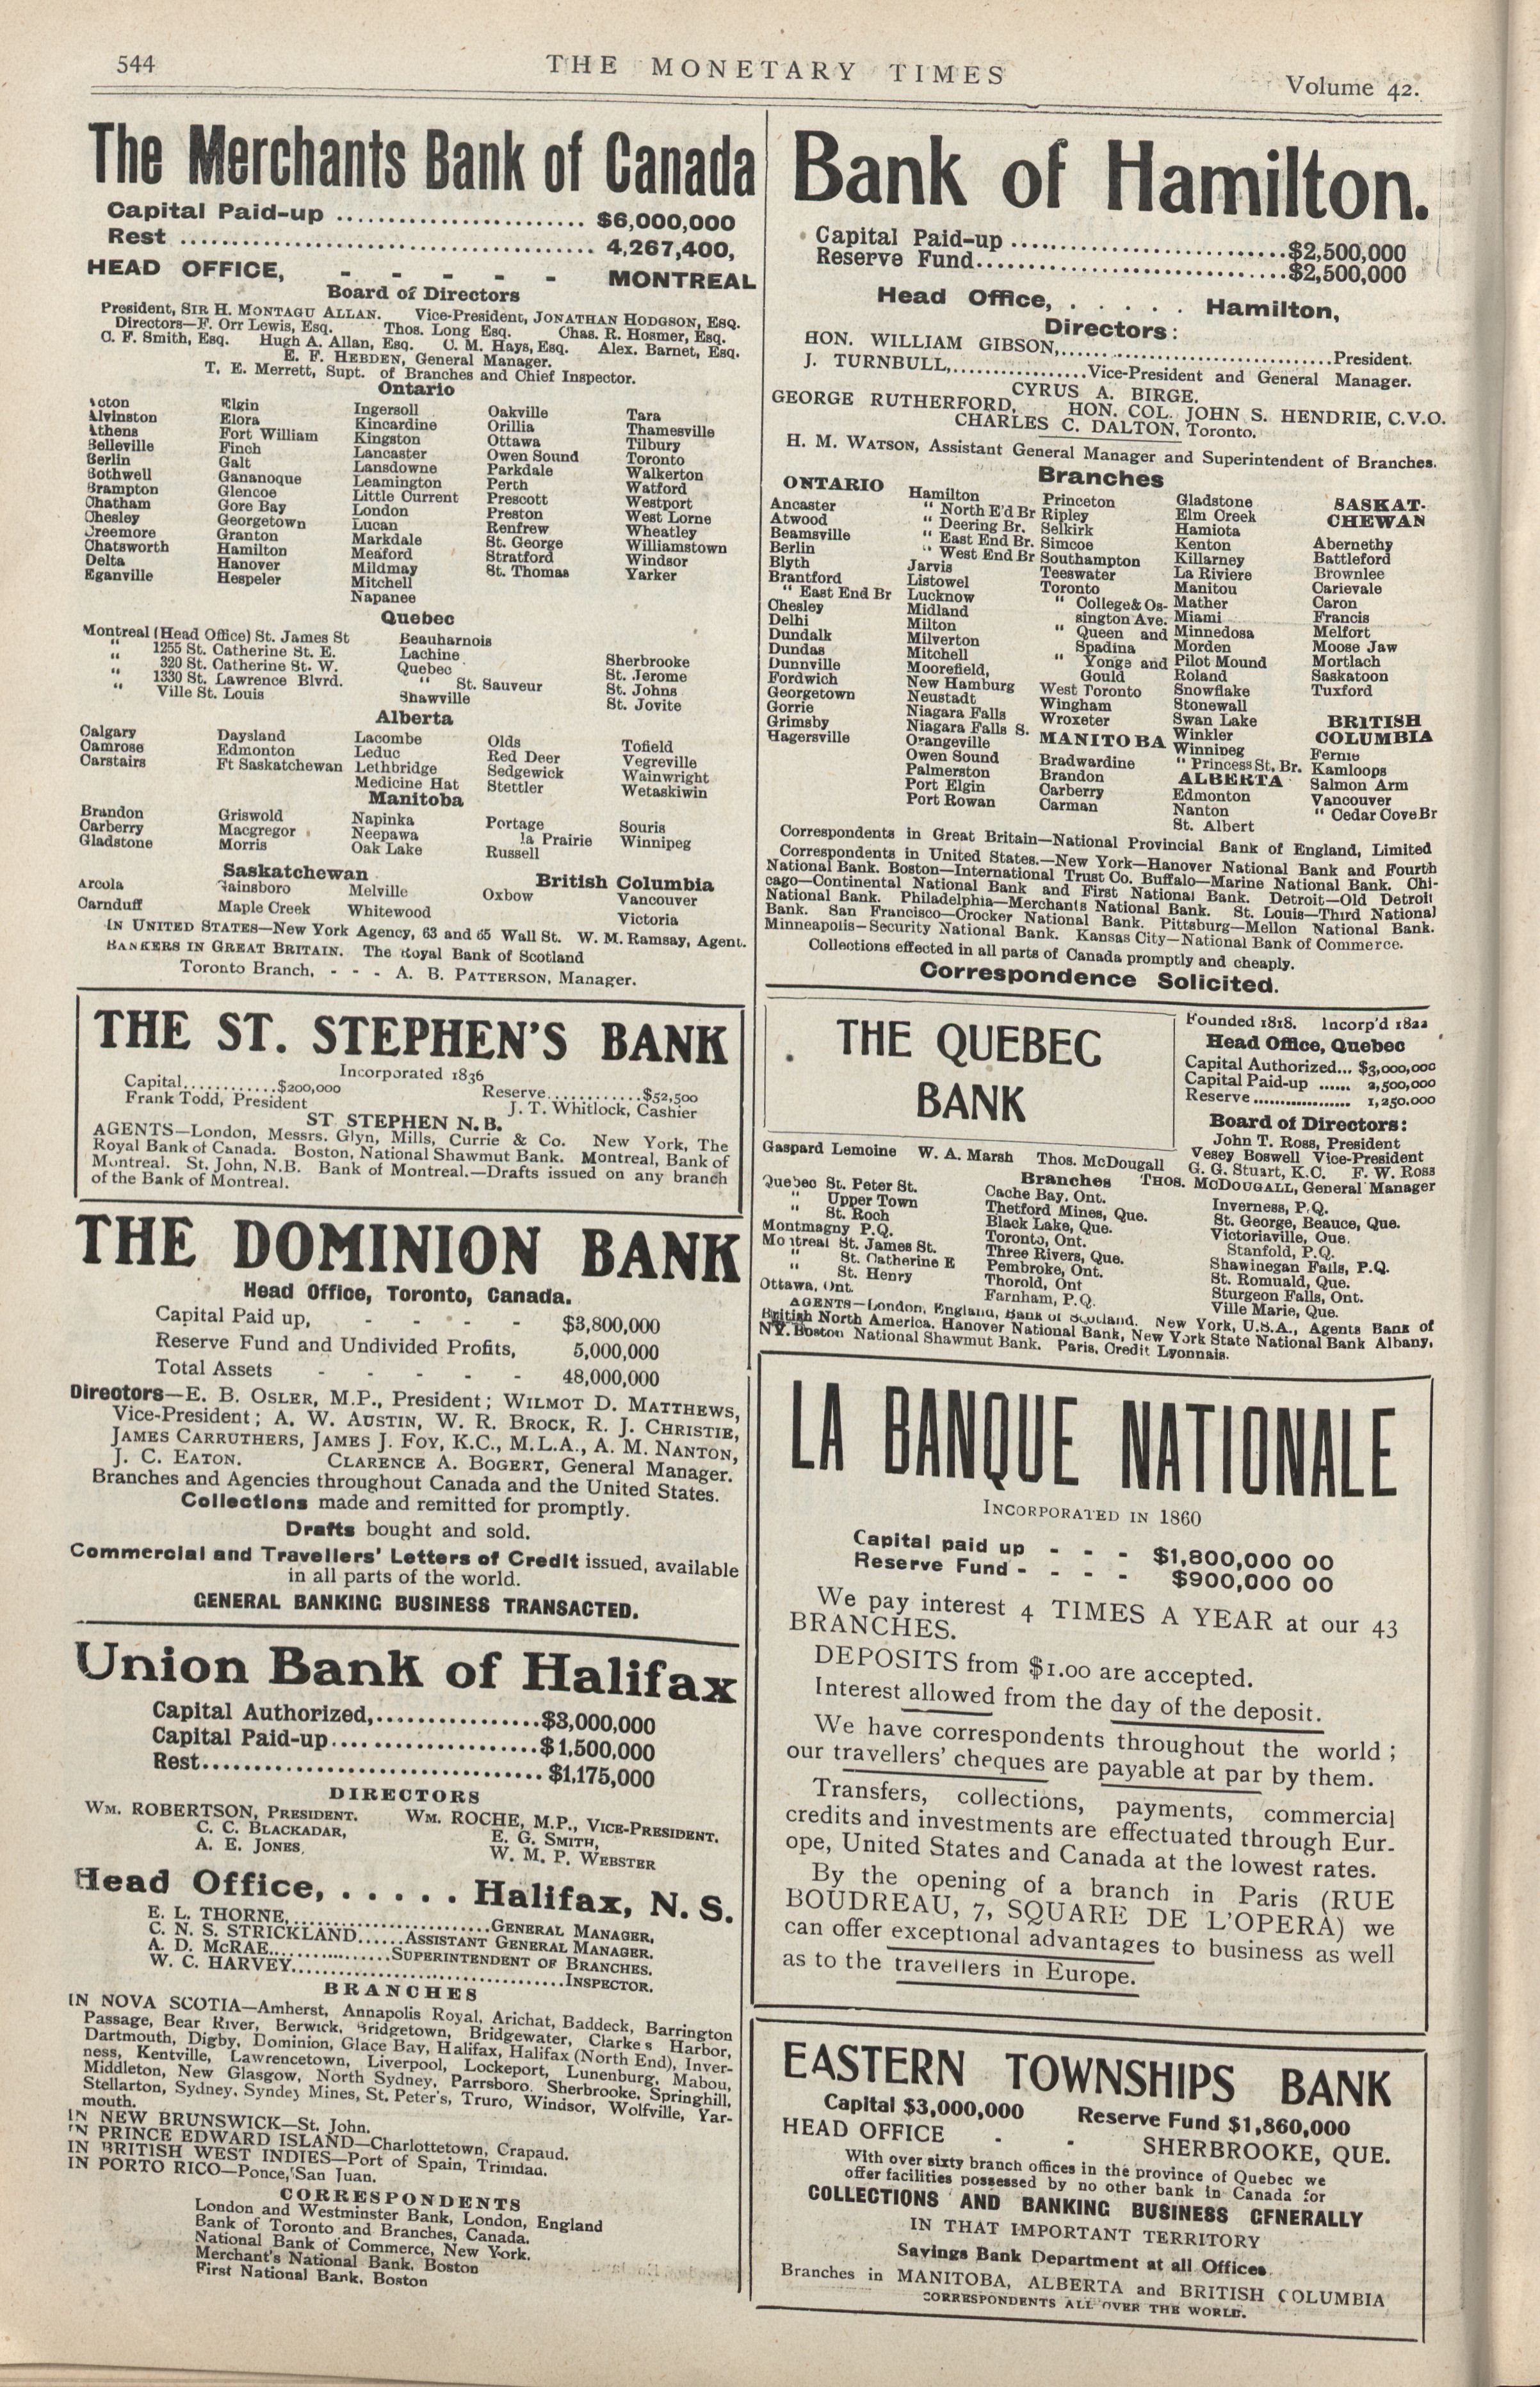 544
THE MONETARY TIMES
Volume 42.
The Merchants Bank of Canada
Capital Paid-up ........................ $6,000,000
Rest ........................................ 4,267,400,
HEAD OFFICE, - - - - - MONTREAL
Board of Directors
President, SIR H. MONTAGU ALLAN. Vice-President, JONATHAN HODGSON, ESQ.
Directors—F. Orr Lewis, Esq. Thos. Long Esq. Chas. R. Hosmer, Esq.
C. F. Smith, Esq. Hugh A. Allan, Esq. C. M. Hays, Esq. Alex. Barnet, Esq.
E. F. HEBDEN, General Manager.
T. E. Merrett, Supt. of Branches and Chief Inspector.
Ontario
Acton
Alvinston
Athens
Belleville
Berlin
Bothwell
Brampton
Chatham
Chesley
Creemore
Chatsworth
Delta
Eganville
Elgin
Elora
Fort William
Finch
Galt
Gananoque
Glencoe
Gore Bay
Georgetown
Granton
Hamilton
Hanover
Hespeler
Ingersoll
Kincardine
Kingston
Lancaster
Lansdowne
Leamington
Little Current
London
Lucan
Markdale
Meaford
Mildmay
Mitchell
Napanee
Oakville
Orillia
Ottawa
Owen Sound
Parkdale
Perth
Prescott
Preston
Renfrew
St. George
Stratford
St. Thomas
Tara
Thamesville
Tilbury
Toronto
Walkerton
Watford
Westport
West Lorne
Wheatley
Williamstown
Windsor
Yarker
Quebec
Montreal (Head Office) St. James St
" 1255 St. Catherine St. E.
" 320 St. Catherine St. W.
" 1330 St. Lawrence Blvrd.
" Ville St. Louis
Beauharnois
Lachine
Quebec
" St. Sauveur
Shawville
Sherbrooke
St. Jerome
St. Johns
St. Jovite
Alberta
Calgary
Camrose
Carstairs
Daysland
Edmonton
Ft Saskatchewan
Lacombe
Leduc
Lethbridge
Medicine Hat
Olds
Red Deer
Sedgewick
Stettler
Tofield
Vegreville
Wainwright
Wetaskiwin
Manitoba
Brandon
Carberry
Gladstone
Griswold
Macgregor
Morris
Napinka
Neepawa
Oak Lake
Portage
la Prairie
Russell
Souris
Winnipeg
Saskatchewan
Arcola
Carnduff
Gainsboro
Maple Creek
Melville
Whitewood
Oxbow
British Columbia
Vancouver
Victoria
IN UNITED STATES—New York Agency, 63 and 65 Wall St. W. M. Ramsay, Agent.
BANKERS IN GREAT BRITAIN. The Royal Bank of Scotland
Toronto Branch, - - - A. B. PATTERSON, Manager.
THE ST. STEPHEN'S BANK
Incorporated 1836
Capital............$200,000 Reserve............$52,500
Frank Todd, President J. T. Whitlock, Cashier
ST STEPHEN N. B.
AGENTS—London, Messrs. Glyn, Mills, Currie & Co. New York, The
Royal Bank of Canada. Boston, National Shawmut Bank. Montreal, Bank of
Montreal. St. John, N.B. Bank of Montreal.—Drafts issued on any branch
of the Bank of Montreal.
THE DOMINION BANK
Head Office, Toronto, Canada.
Capital Paid up, - - - - $3,800,000
Reserve Fund and Undivided Profits, 5,000,000
Total Assets - - - - - 48,000,000
Directors—E. B. OSLER, M.P., President; WILMOT D. MATTHEWS,
Vice-President; A. W. AUSTIN, W. R. BROCK, R. J. CHRISTIE,
JAMES CARRUTHERS, JAMES J. FOY, K.C., M.L.A., A. M. NANTON,
J. C. EATON. CLARENCE A. BOGERT, General Manager.
Branches and Agencies throughout Canada and the United States.
Collections made and remitted for promptly.
Drafts bought and sold.
Commercial and Travellers' Letters of Credit issued, available
in all parts of the world.
GENERAL BANKING BUSINESS TRANSACTED.
Union Bank of Halifax
Capital Authorized,................$3,000,000
Capital Paid-up....................$1,500,000
Rest................................ $1,175,000
DIRECTORS
WM. ROBERTSON, PRESIDENT. WM. ROCHE, M.P., VICE-PRESIDENT.
C. C. BLACKADAR, E. G. SMITH,
A. E. JONES, W. M. P. WEBSTER
Head Office, . . . . . Halifax, N. S.
E. L. THORNE,..........................GENERAL MANAGER,
C. N. S. STRICKLAND......ASSISTANT GENERAL MANAGER.
A. D. McRAE................SUPERINTENDENT OF BRANCHES.
W. C. HARVEY..................................INSPECTOR.
BRANCHES
IN NOVA SCOTIA—Amherst, Annapolis Royal, Arichat, Baddeck, Barrington
Passage, Bear River, Berwick, Bridgetown, Bridgewater, Clarke's Harbor,
Dartmouth, Digby, Dominion, Glace Bay, Halifax, Halifax (North End), Inver-
ness, Kentville, Lawrencetown, Liverpool, Lockeport, Lunenburg, Mabou,
Middleton, New Glasgow, North Sydney, Parrsboro, Sherbrooke, Springhill,
Stellarton, Sydney, Syndey Mines, St. Peter's, Truro, Windsor, Wolfville, Yar-
mouth.
IN NEW BRUNSWICK—St. John.
IN PRINCE EDWARD ISLAND—Charlottetown, Crapaud.
IN BRITISH WEST INDIES—Port of Spain, Trinidad.
IN PORTO RICO—Ponce, San Juan.
CORRESPONDENTS
London and Westminster Bank, London, England
Bank of Toronto and Branches, Canada.
National Bank of Commerce, New York.
Merchant's National Bank, Boston
First National Bank, Boston
Bank of Hamilton.
Capital Paid-up ..............................$2,500,000
Reserve Fund..................................$2,500,000
Head Office, . . . . . Hamilton,
Directors:
HON. WILLIAM GIBSON,..................................President.
J. TURNBULL,.................Vice-President and General Manager.
CYRUS A. BIRGE.
GEORGE RUTHERFORD, HON. COL. JOHN S. HENDRIE, C.V.O.
CHARLES C. DALTON, Toronto.
H. M. WATSON, Assistant General Manager and Superintendent of Branches.
Branches
ONTARIO
Ancaster
Atwood
Beamsville
Berlin
Blyth
Brantford
" East End Br
Chesley
Delhi
Dundalk
Dundas
Dunnville
Fordwich
Georgetown
Gorrie
Grimsby
Hagersville
Hamilton
" North E'd Br
" Deering Br.
" East End Br.
" West End Br
Jarvis
Listowel
Lucknow
Midland
Milton
Milverton
Mitchell
Moorefield,
New Hamburg
Neustadt
Niagara Falls
Niagara Falls S.
Orangeville
Owen Sound
Palmerston
Port Elgin
Port Rowan
Princeton
Ripley
Selkirk
Simcoe
Southampton
Teeswater
Toronto
" College& Os-
sington Ave.
" Queen and
Spadina
" Yonge and
Gould
West Toronto
Wingham
Wroxeter
MANITOBA
Bradwardine
Brandon
Carberry
Carman
Gladstone
Elm Creek
Hamiota
Kenton
Killarney
La Riviere
Manitou
Mather
Miami
Minnedosa
Morden
Pilot Mound
Roland
Snowflake
Stonewall
Swan Lake
Winkler
Winnipeg
" Princess St. Br.
ALBERTA
Edmonton
Nanton
St. Albert
SASKAT-
CHEWAN
Abernethy
Battleford
Brownlee
Carievale
Caron
Francis
Melfort
Moose Jaw
Mortlach
Saskatoon
Tuxford
BRITISH
COLUMBIA
Fernie
Kamloops
Salmon Arm
Vancouver
" Cedar Cove Br
Correspondents in Great Britain—National Provincial Bank of England, Limited
Correspondents in United States.—New York—Hanover National Bank and Fourth
National Bank. Boston—International Trust Co. Buffalo—Marine National Bank. Chi-
cago—Continental National Bank and First National Bank. Detroit—Old Detroit
National Bank. Philadelphia—Merchants National Bank. St. Louis—Third National
Bank. San Francisco—Crocker National Bank. Pittsburg—Mellon National Bank.
Minneapolis—Security National Bank. Kansas City—National Bank of Commerce.
Collections effected in all parts of Canada promptly and cheaply.
Correspondence Solicited.
THE QUEBEC
BANK
Founded 1818. Incorp'd 1822
Head Office, Quebec
Capital Authorized... $3,000,000
Capital Paid-up ...... 2,500,000
Reserve.................. 1,250.000
Board of Directors:
John T. Ross, President
Vesey Boswell Vice-President
Gaspard Lemoine W. A. Marsh Thos. McDougall G. G. Stuart, K.C. F. W. Ross
Branches THOS. McDOUGALL, General Manager
Quebec St. Peter St.
" Upper Town
" St. Roch
Montmagny P.Q.
Montreal St. James St.
" St. Catherine E
" St. Henry
Ottawa, Ont.
Cache Bay, Ont.
Thetford Mines, Que.
Black Lake, Que.
Toronto, Ont.
Three Rivers, Que.
Pembroke, Ont.
Thorold, Ont
Farnham, P.Q.
Inverness, P.Q.
St. George, Beauce, Que.
Victoriaville, Que.
Stanfold, P.Q.
Shawinegan Falls, P.Q.
St. Romuald, Que.
Sturgeon Falls, Ont.
Ville Marie, Que.
AGENTS—London, England, Bank of Scotland. New York, U.S.A., Agents Bank of
British North America, Hanover National Bank, New York State National Bank Albany,
N.Y. Boston National Shawmut Bank. Paris, Credit Lyonnais.
LA BANQUE NATIONALE
INCORPORATED IN 1860
Capital paid up - - - $1,800,000 00
Reserve Fund - - - - $900,000 00
We pay interest 4 TIMES A YEAR at our 43
BRANCHES.
DEPOSITS from $1.00 are accepted.
Interest allowed from the day of the deposit.
We have correspondents throughout the world;
our travellers' cheques are payable at par by them.
Transfers, collections, payments, commercial
credits and investments are effectuated through Eur-
ope, United States and Canada at the lowest rates.
By the opening of a branch in Paris (RUE
BOUDREAU, 7, SQUARE DE L'OPERA) we
can offer exceptional advantages to business as well
as to the travellers in Europe.
EASTERN TOWNSHIPS BANK
Capital $3,000,000 Reserve Fund $1,860,000
HEAD OFFICE - - SHERBROOKE, QUE.
With over sixty branch offices in the province of Quebec we
offer facilities possessed by no other bank in Canada for
COLLECTIONS AND BANKING BUSINESS GENERALLY
IN THAT IMPORTANT TERRITORY
Savings Bank Department at all Offices.
Branches in MANITOBA, ALBERTA and BRITISH COLUMBIA
CORRESPONDENTS ALL OVER THE WORLD.